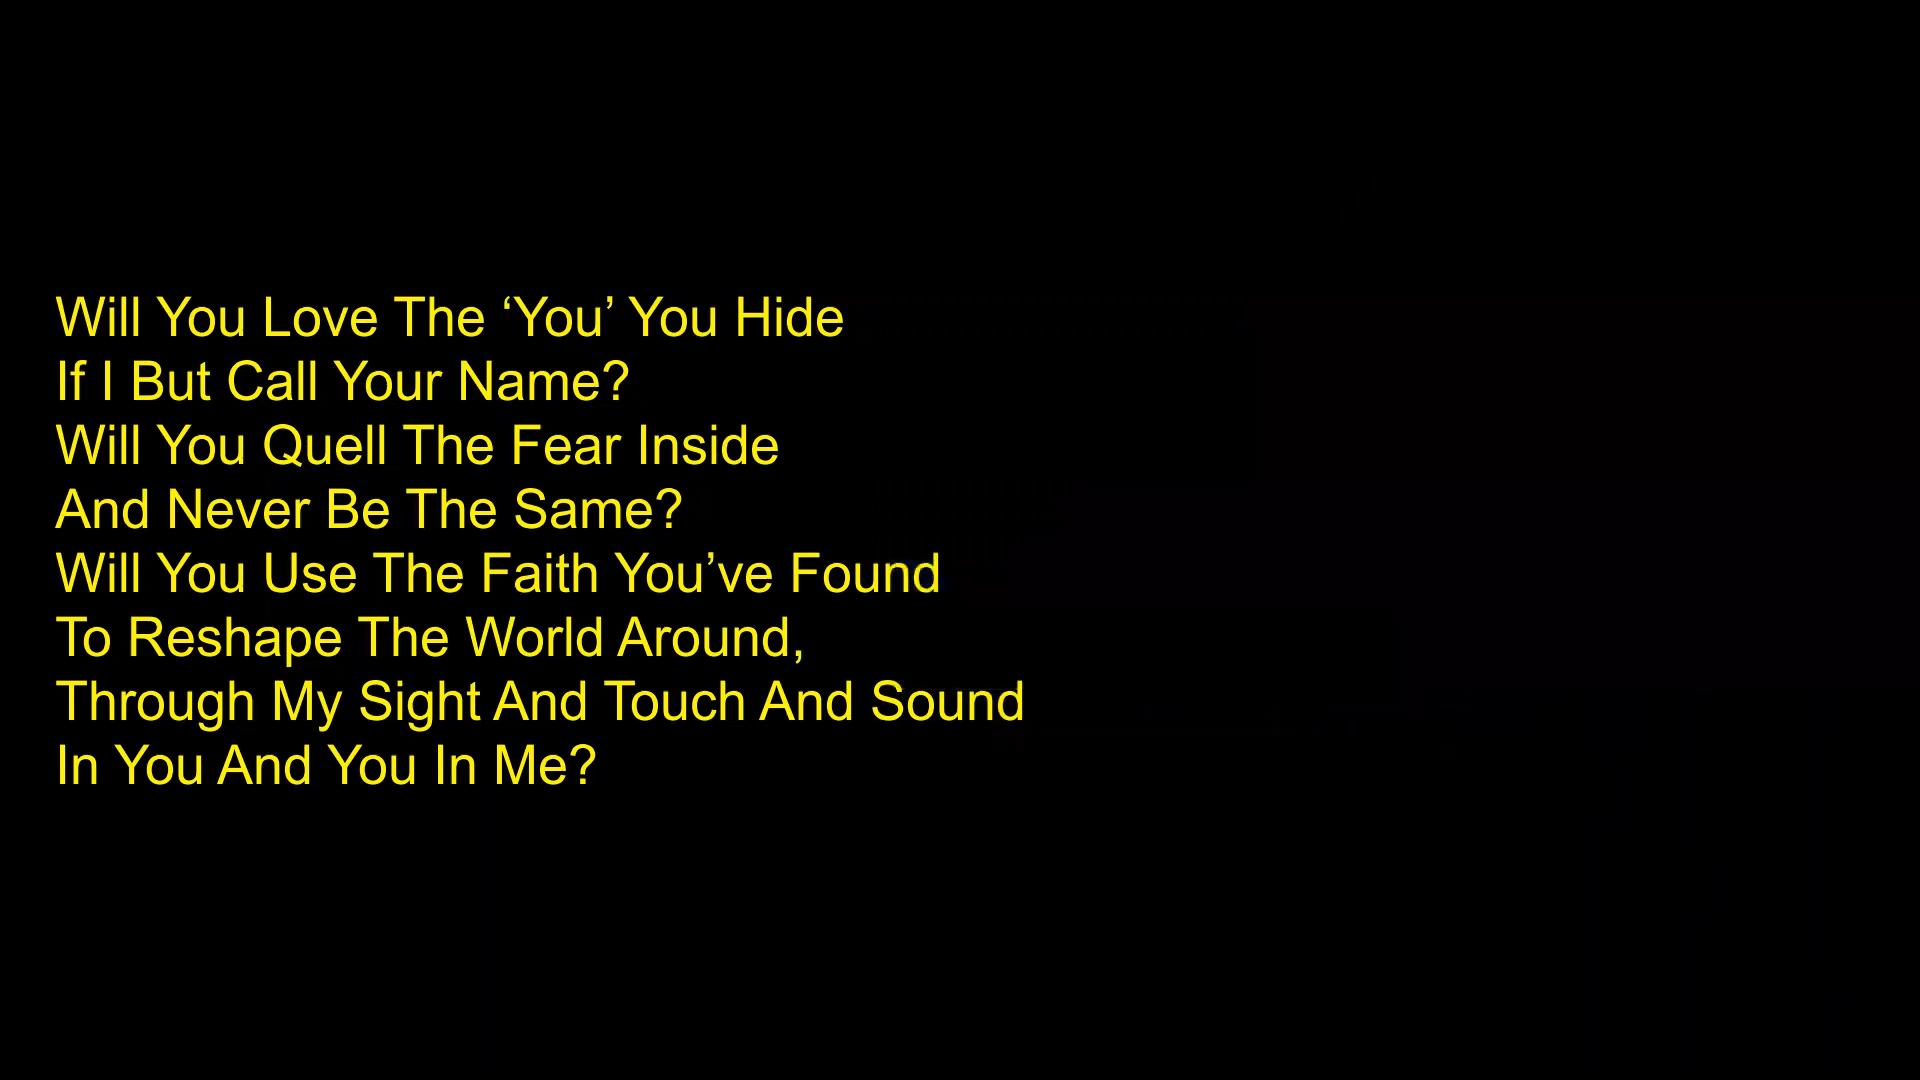 Will You Love The ‘You’ You Hide
If I But Call Your Name?
Will You Quell The Fear Inside
And Never Be The Same?
Will You Use The Faith You’ve Found
To Reshape The World Around,
Through My Sight And Touch And Sound
In You And You In Me?